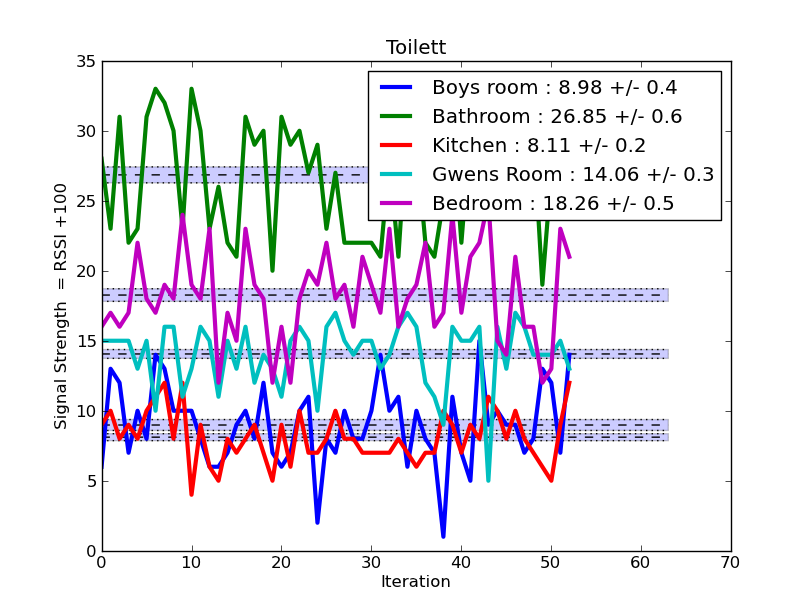 Toilett
35
30
25
20
15
10
5
0
Signal Strength = RSSI +100
Boys room : 8.98 +/- 0.4
Bathroom : 26.85 +/- 0.6
Kitchen : 8.11 +/- 0.2
Gwens Room : 14.06 +/- 0.3
Bedroom : 18.26 +/- 0.5
0 10 20 30 40 50 60 70
Iteration